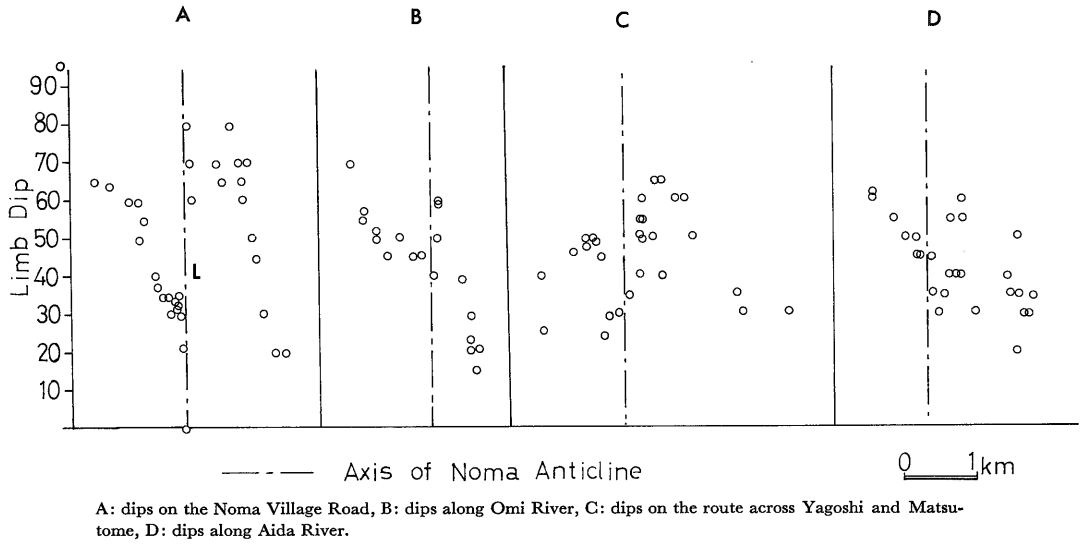 A B C D
90
80
70
60
50
40
30
20
10
Limb Dip
L
Axis of Noma Anticline
0 1km
A: dips on the Noma Village Road, B: dips along Omi River, C: dips on the route across Yagoshi and Matsu-
tome, D: dips along Aida River.